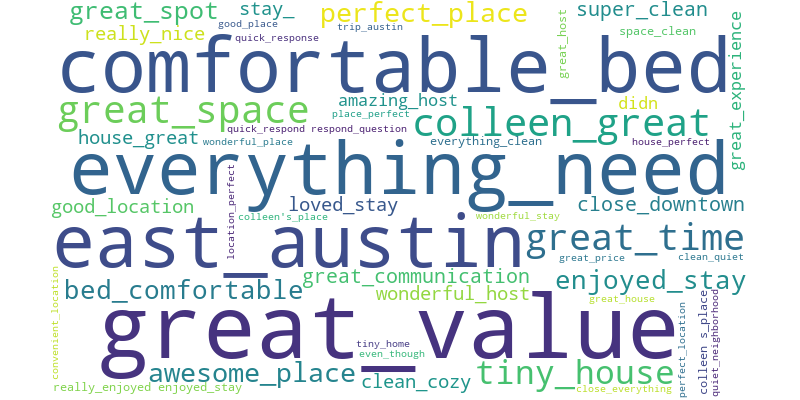 great_spot
stay_
good_place
perfect_place
trip_austin
super_clean
really_nice
quick_response
great_host
space_clean
great_experience
comfortable_bed
great_space
amazing_host
place_perfect
colleen_great
didn
house_great
quick_respond respond_question
wonderful_place
everything_clean
house_perfect
everything_need
location_perfect
good_location
loved_stay
colleen's_place
wonderful_stay
close_downtown
east_austin
great_time
great_price
clean_quiet
convenient_location
bed_comfortable
great_communication
wonderful_host
enjoyed_stay
great_house
perfect_location
colleen s_place
quiet_neighborhood
great_value
tiny_home
even_though
awesome_place
clean_cozy
tiny_house
really_enjoyed enjoyed_stay
close_everything